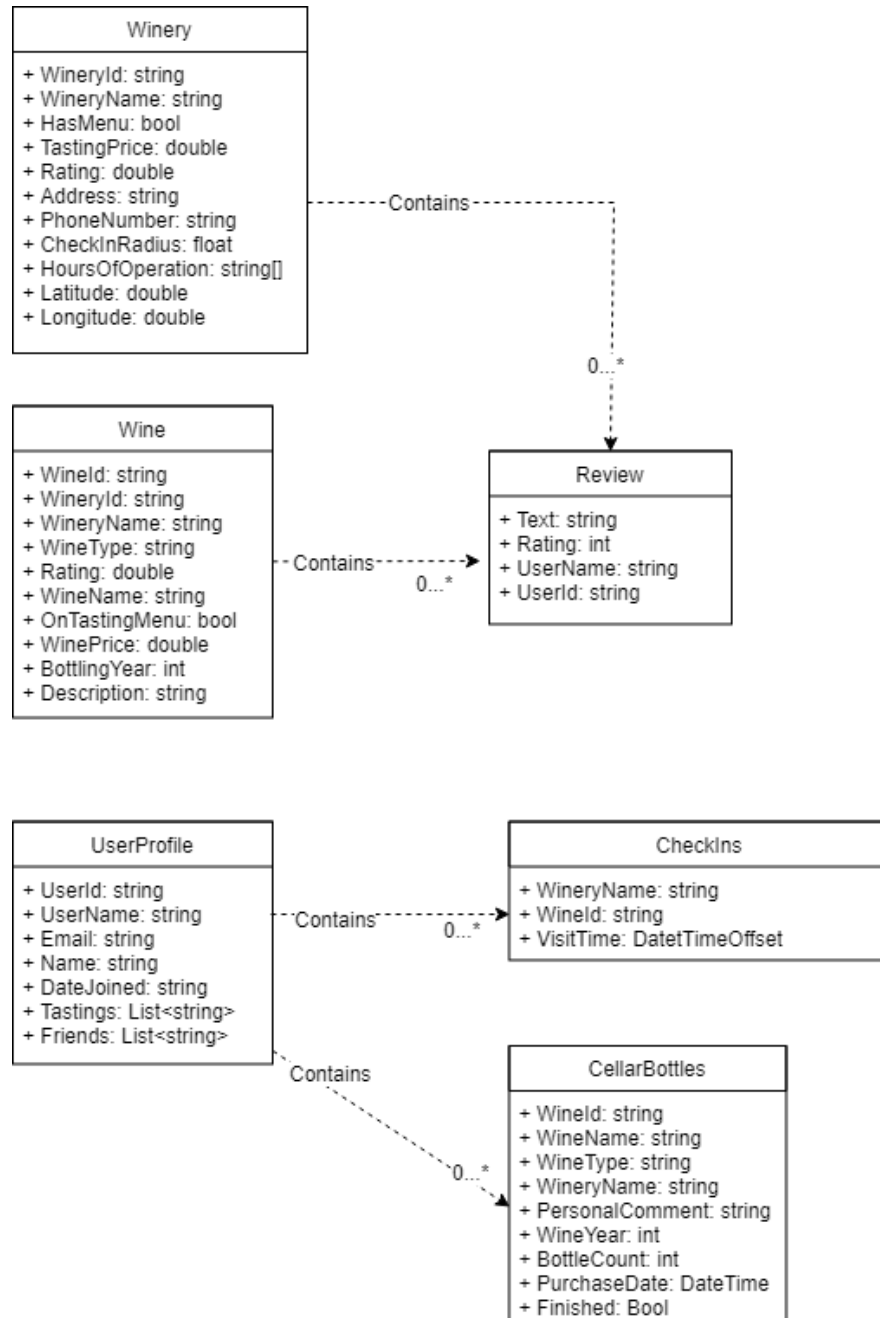 Winery
+ WineryId: string
+ WineryName: string
+ HasMenu: bool
+ TastingPrice: double
+ Rating: double
+ Address: string
+ PhoneNumber: string
+ CheckInRadius: float
+ HoursOfOperation: string[]
+ Latitude: double
+ Longitude: double
Contains
0...*
Wine
+ WineId: string
+ WineryId: string
+ WineryName: string
+ WineType: string
+ Rating: double
+ WineName: string
+ OnTastingMenu: bool
+ WinePrice: double
+ BottlingYear: int
+ Description: string
Contains
0...*
Review
+ Text: string
+ Rating: int
+ UserName: string
+ UserId: string
UserProfile
+ UserId: string
+ UserName: string
+ Email: string
+ Name: string
+ DateJoined: string
+ Tastings: List<string>
+ Friends: List<string>
Contains
0...*
CheckIns
+ WineryName: string
+ WineId: string
+ VisitTime: DatetTimeOffset
Contains
0...*
CellarBottles
+ WineId: string
+ WineName: string
+ WineType: string
+ WineryName: string
+ PersonalComment: string
+ WineYear: int
+ BottleCount: int
+ PurchaseDate: DateTime
+ Finished: Bool